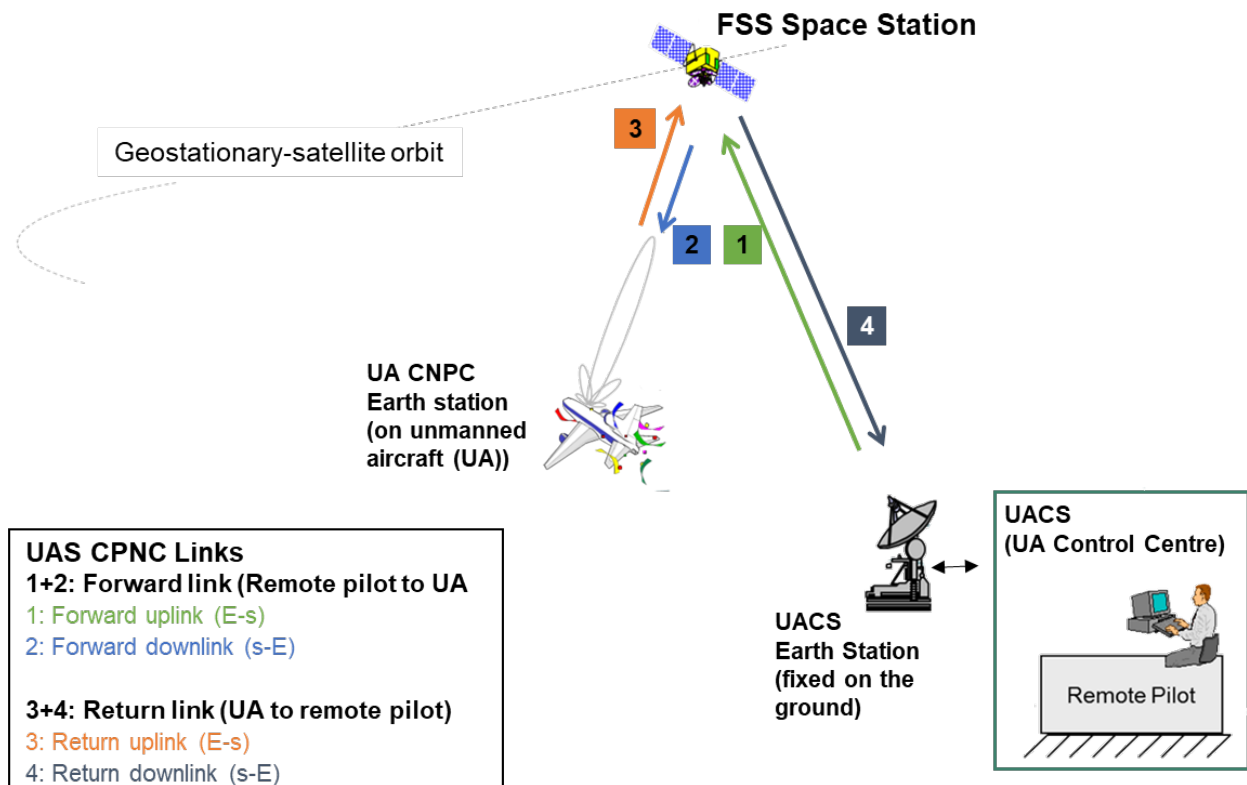 FSS Space Station
Geostationary-satellite orbit
3
2
1
4
UA CNPC
Earth station
(on unmanned
aircraft (UA))
UACS
Earth Station
(fixed on the
ground)
UACS
(UA Control Centre)
Remote Pilot
UAS CPNC Links
1+2: Forward link (Remote pilot to UA
1: Forward uplink (E-s)
2: Forward downlink (s-E)
3+4: Return link (UA to remote pilot)
3: Return uplink (E-s)
4: Return downlink (s-E)